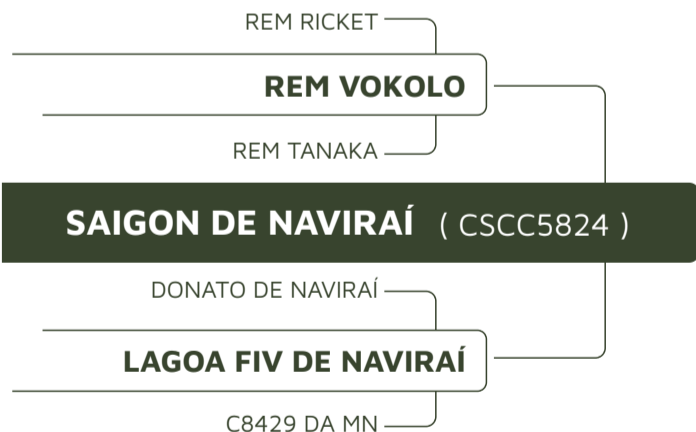 REM RICKET
REM VOKOLO
REM TANAKA
SAIGON DE NAVIRAÍ ( CSCC5824 )
DONATO DE NAVIRAÍ
LAGOA FIV DE NAVIRAÍ
C8429 DA MN